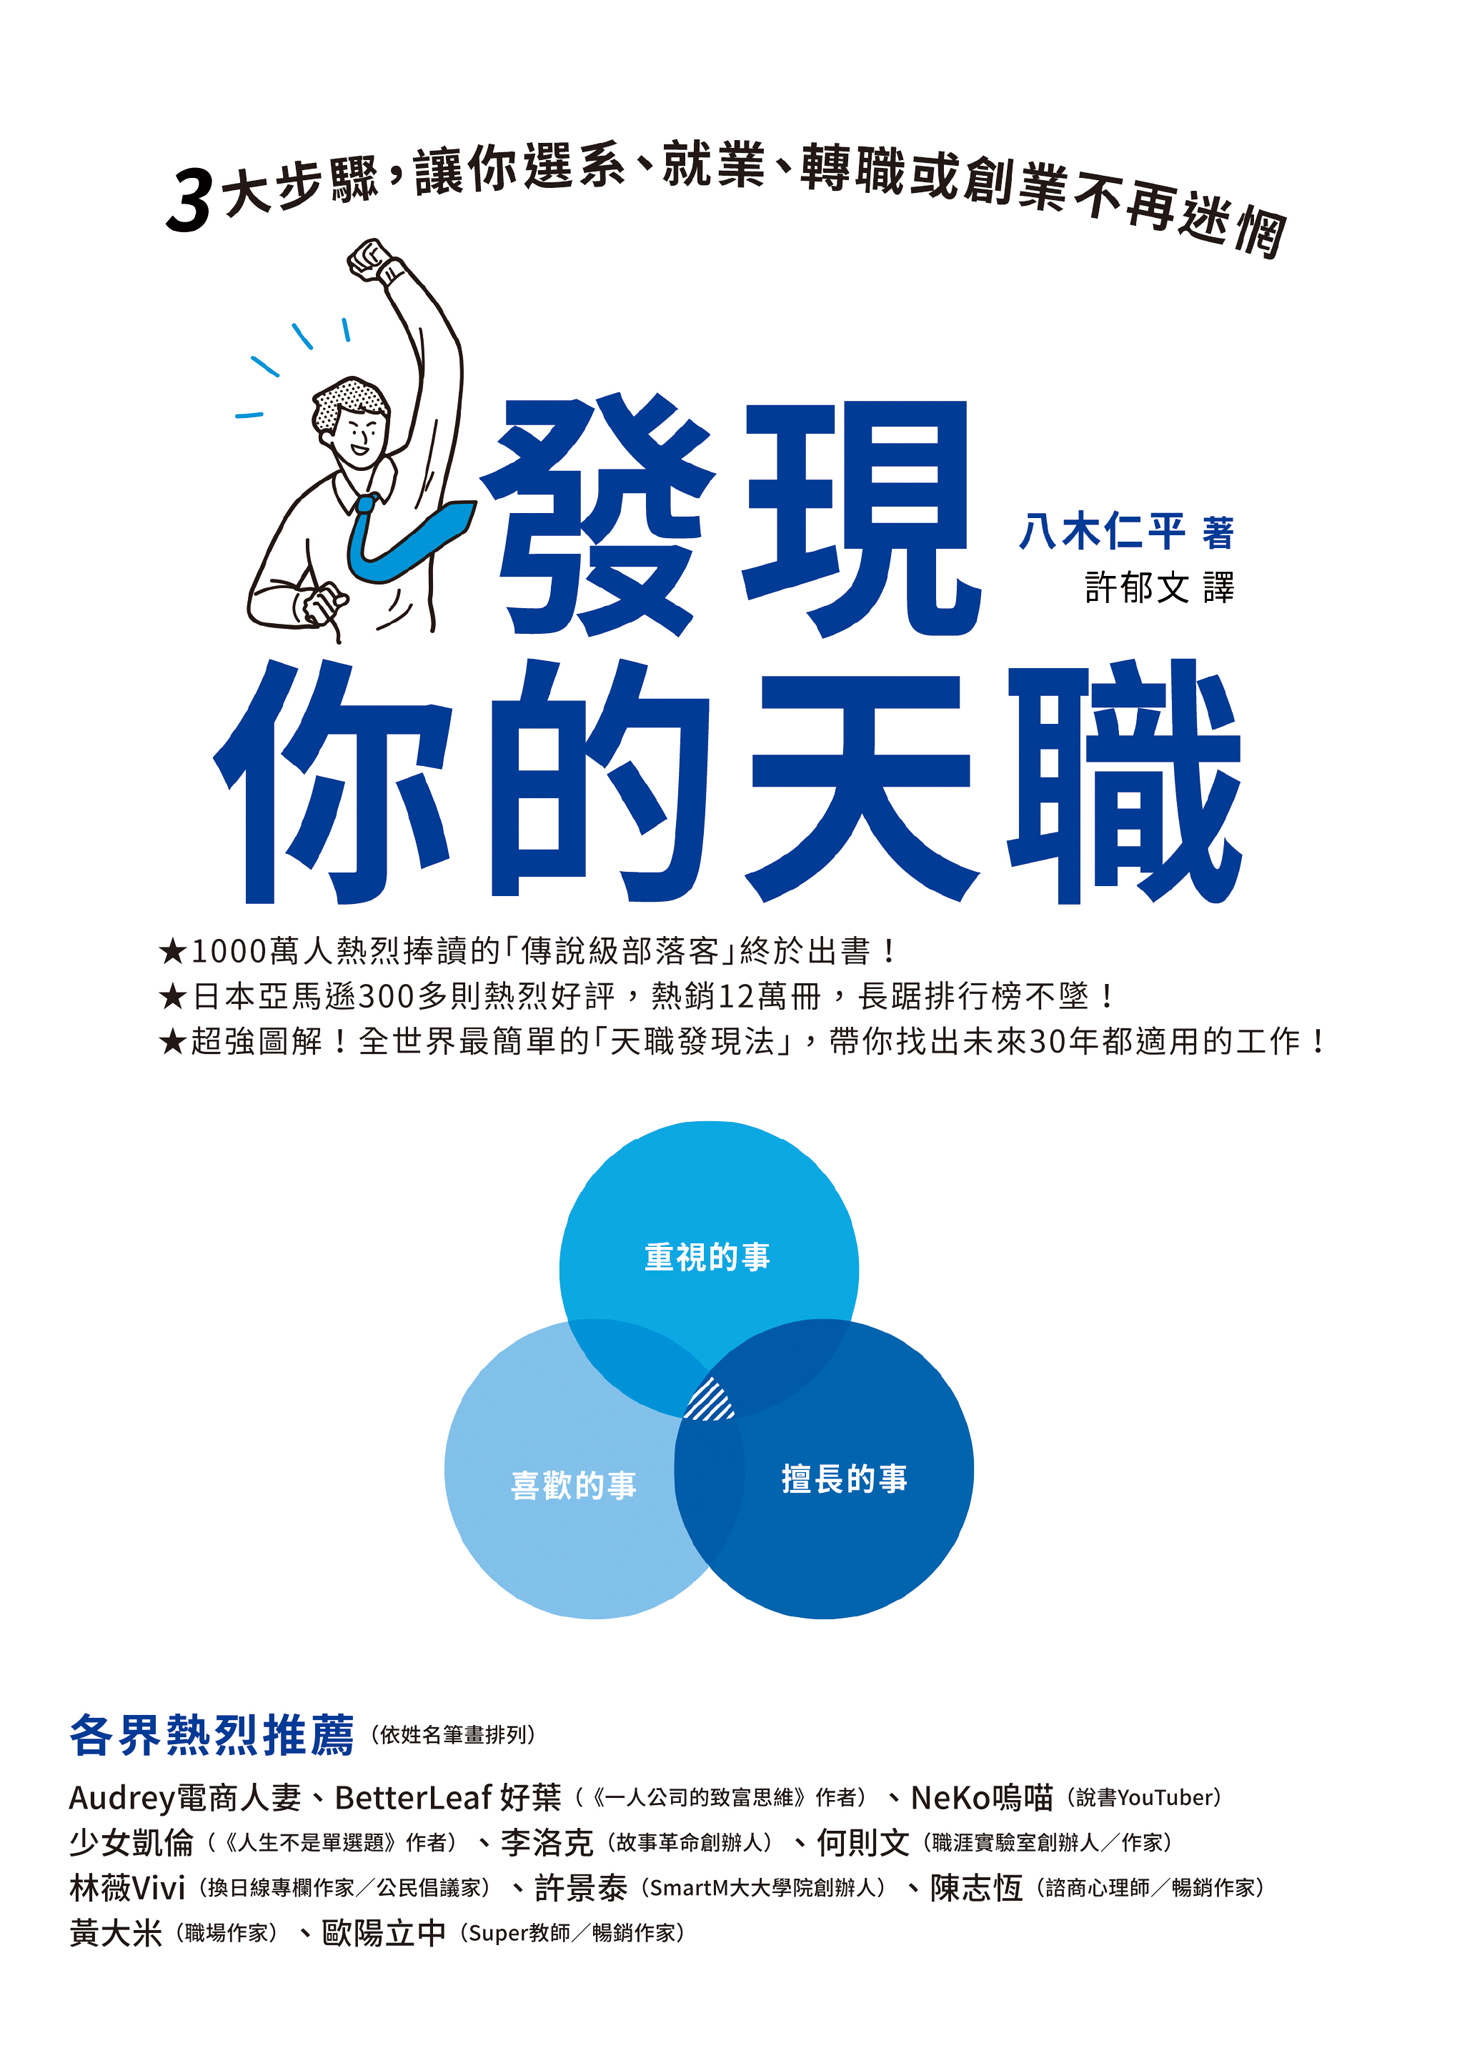 3大步驟，讓你選系、就業、轉職或創業不再迷惘
發現
八木仁平 著
許郁文 譯
你的天職
★1000萬人熱烈捧讀的「傳說級部落客」終於出書！
★日本亞馬遜300多則熱烈好評，熱銷12萬冊，長踞排行榜不墜！
★超強圖解！全世界最簡單的「天職發現法」，帶你找出未來30年都適用的工作！
重視的事
喜歡的事
擅長的事
各界熱烈推薦（依姓名筆畫排列）
Audrey電商人妻、BetterLeaf 好葉（《一人公司的致富思維》作者）、NeKo嗚喵（說書YouTuber）
少女凱倫（《人生不是單選題》作者）、李洛克（故事革命創辦人）、何則文（職涯實驗室創辦人／作家）
林薇Vivi（換日線專欄作家／公民倡議家）、許景泰（SmartM大大學院創辦人）、陳志恆（諮商心理師／暢銷作家）
黃大米（職場作家）、歐陽立中（Super教師／暢銷作家）